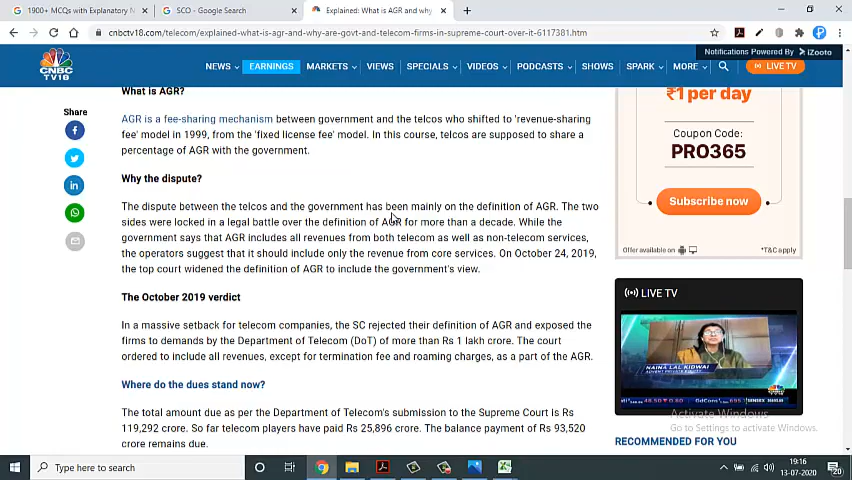 1900+ MCQs with Explanatory N
SCO - Google Search
Explained: What is AGR and why
cnbctv18.com/telecom/explained-what-is-agr-and-why-are-govt-and-telecom-firms-in-supreme-court-over-it-6117381.htm
Notifications Powered By iZooto
CNBC
TV18
NEWS
EARNINGS
MARKETS
VIEWS
SPECIALS
VIDEOS
PODCASTS
SHOWS
SPARK
MORE
LIVE TV
What is AGR?
Share
AGR is a fee-sharing mechanism between government and the telcos who shifted to 'revenue-sharing
fee' model in 1999, from the 'fixed license fee' model. In this course, telcos are supposed to share a
percentage of AGR with the government.
Why the dispute?
The dispute between the telcos and the government has been mainly on the definition of AGR. The two
sides were locked in a legal battle over the definition of AGR for more than a decade. While the
government says that AGR includes all revenues from both telecom as well as non-telecom services,
the operators suggest that it should include only the revenue from core services. On October 24, 2019,
the top court widened the definition of AGR to include the government's view.
The October 2019 verdict
In a massive setback for telecom companies, the SC rejected their definition of AGR and exposed the
firms to demands by the Department of Telecom (DoT) of more than Rs 1 lakh crore. The court
ordered to include all revenues, except for termination fee and roaming charges, as a part of the AGR.
Where do the dues stand now?
The total amount due as per the Department of Telecom's submission to the Supreme Court is Rs
119,292 crore. So far telecom players have paid Rs 25,896 crore. The balance payment of Rs 93,520
crore remains due.
₹1 per day
Coupon Code:
PRO365
Subscribe now
Offer available on
*T&C apply
LIVE TV
NAINA LAL KIDWAI
ADVENT PRIVATE EQUITY
Activate Windows
Go to Settings to activate Windows.
RECOMMENDED FOR YOU
Type here to search
19:16
13-07-2020
20